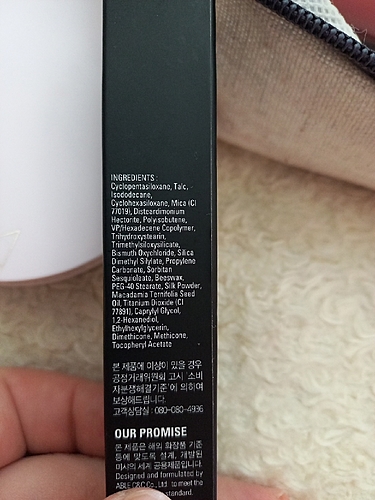 INGREDIENTS :
Cyclopentasiloxane, Talc,
Isododecane,
Cyclohexasiloxane, Mica (CI
77019), Disteardimonium
Hectorite, Polyisobutene,
VP/Hexadecene Copolymer,
Trihydroxystearin,
Trimethylsiloxysilicate,
Bismuth Oxychloride, Silica
Dimethyl Silylate, Propylene
Carbonate, Sorbitan
Sesquioleate, Beeswax,
PEG-40 Stearate, Silk Powder,
Macadamia Ternifolia Seed
Oil, Titanium Dioxide (CI
77891), Caprylyl Glycol,
1,2-Hexanediol,
Ethylhexylglycerin,
Dimethicone, Methicone,
Tocopheryl Acetate
본 제품에 이상이 있을 경우
공정거래위원회 고시 '소비
자분쟁해결기준'에 의하여
보상해드립니다.
고객상담실 : 080-080-4936
OUR PROMISE
본 제품은 해외 화장품 기준
등에 맞도록 설계, 개발된
미샤의 세계 공용제품입니다.
Designed and formulated by
ABLE C&C Co., Ltd. to meet the
standard.